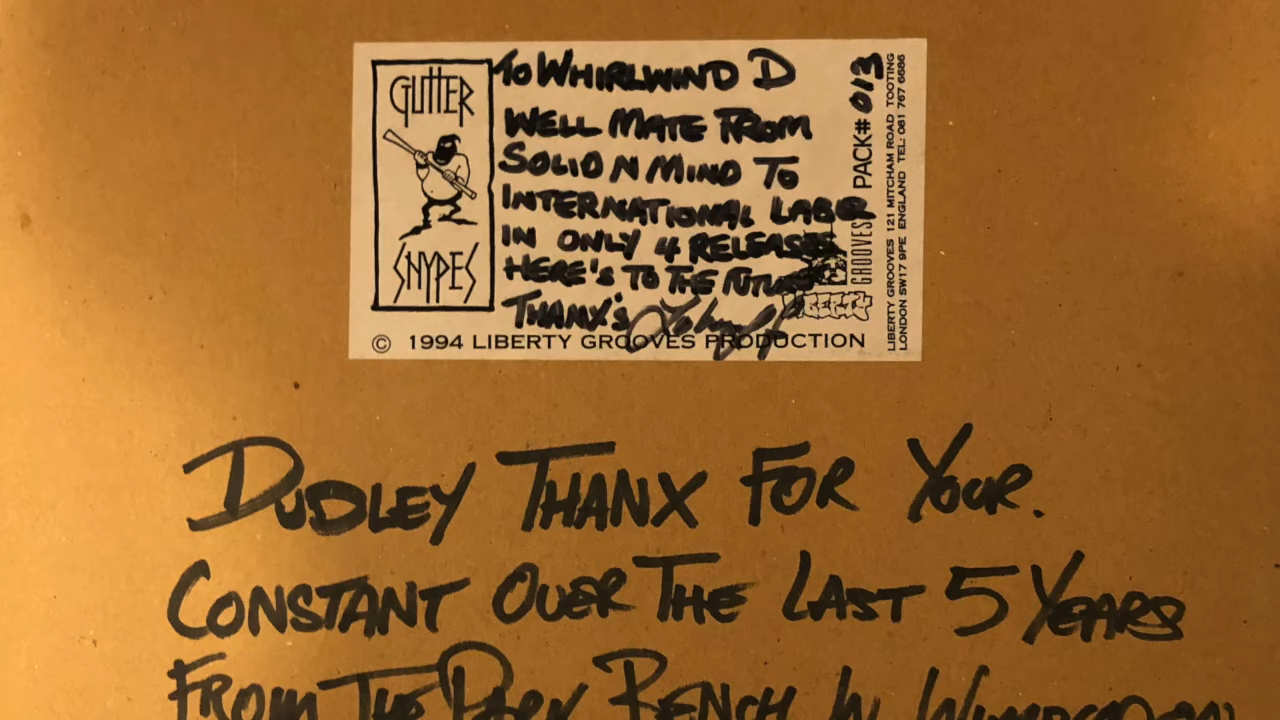 GUTTER
SNYPES
TO WHIRLWIND D
WELL MATE FROM
SOLID N MIND TO
INTERNATIONAL LABEL
IN ONLY 4 RELEASES
HERE'S TO THE FUTURE
THANX'S
© 1994 LIBERTY GROOVES PRODUCTION
LIBERTY GROOVES PACK# 013
LIBERTY GROOVES 121 MITCHAM ROAD TOOTING
LONDON SW17 9PE ENGLAND TEL: 081 767 6686
DUDLEY THANX FOR YOUR.
CONSTANT OVER THE LAST 5 YEARS
FROM THE PARK BENCH IN WIMBLEDON